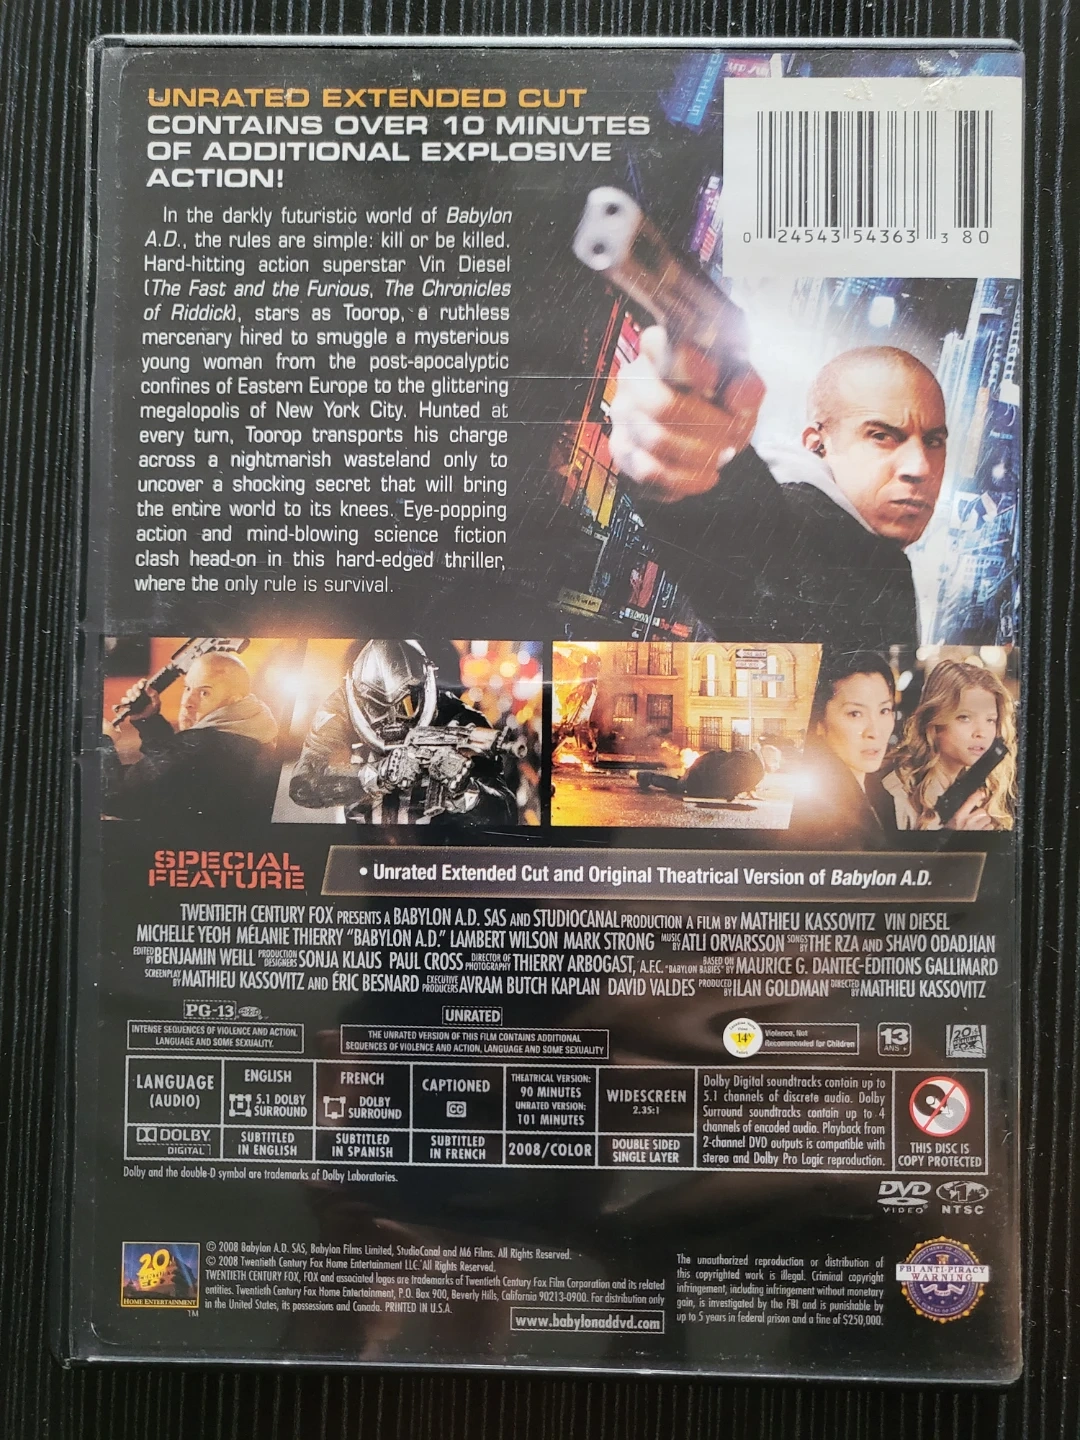 UNRATED EXTENDED CUT
CONTAINS OVER 10 MINUTES
OF ADDITIONAL EXPLOSIVE
ACTION!
In the darkly futuristic world of Babylon
A.D., the rules are simple: kill or be killed.
Hard-hitting action superstar Vin Diesel
(The Fast and the Furious, The Chronicles
of Riddick), stars as Toorop, a ruthless
mercenary hired to smuggle a mysterious
young woman from the post-apocalyptic
confines of Eastern Europe to the glittering
megalopolis of New York City. Hunted at
every turn, Toorop transports his charge
across a nightmarish wasteland only to
uncover a shocking secret that will bring
the entire world to its knees. Eye-popping
action and mind-blowing science fiction
clash head-on in this hard-edged thriller,
where the only rule is survival.
0 24543 54363 3 80
SPECIAL
FEATURE
• Unrated Extended Cut and Original Theatrical Version of Babylon A.D.
TWENTIETH CENTURY FOX PRESENTS A BABYLON A.D. SAS AND STUDIOCANAL PRODUCTION A FILM BY MATHIEU KASSOVITZ VIN DIESEL
MICHELLE YEOH MÉLANIE THIERRY "BABYLON A.D." LAMBERT WILSON MARK STRONG MUSIC BY ATLI ORVARSSON SONGS BY THE RZA AND SHAVO ODADJIAN
EDITED BY BENJAMIN WEILL PRODUCTION DESIGNERS SONJA KLAUS PAUL CROSS DIRECTOR OF PHOTOGRAPHY THIERRY ARBOGAST, A.F.C. BASED ON "BABYLON BABIES" BY MAURICE G. DANTEC-ÉDITIONS GALLIMARD
SCREENPLAY BY MATHIEU KASSOVITZ AND ÉRIC BESNARD EXECUTIVE PRODUCERS AVRAM BUTCH KAPLAN DAVID VALDES PRODUCED BY ILAN GOLDMAN DIRECTED BY MATHIEU KASSOVITZ
PG-13
INTENSE SEQUENCES OF VIOLENCE AND ACTION,
LANGUAGE AND SOME SEXUALITY.
UNRATED
THE UNRATED VERSION OF THIS FILM CONTAINS ADDITIONAL
SEQUENCES OF VIOLENCE AND ACTION, LANGUAGE AND SOME SEXUALITY
14A
Violence, Not
Recommended for Children
13
ANS +
20th
CENTURY
FOX
LANGUAGE
(AUDIO)
ENGLISH
5.1 DOLBY
SURROUND
FRENCH
DOLBY
SURROUND
CAPTIONED
CC
THEATRICAL VERSION:
90 MINUTES
UNRATED VERSION:
101 MINUTES
WIDESCREEN
2.35:1
DOLBY
DIGITAL
SUBTITLED
IN ENGLISH
SUBTITLED
IN SPANISH
SUBTITLED
IN FRENCH
2008/COLOR
DOUBLE SIDED
SINGLE LAYER
Dolby Digital soundtracks contain up to
5.1 channels of discrete audio. Dolby
Surround soundtracks contain up to 4
channels of encoded audio. Playback from
2-channel DVD outputs is compatible with
stereo and Dolby Pro Logic reproduction.
THIS DISC IS
COPY PROTECTED
Dolby and the double-D symbol are trademarks of Dolby Laboratories.
DVD
VIDEO
1
NTSC
20th
HOME ENTERTAINMENT
TM
© 2008 Babylon A.D. SAS, Babylon Films Limited, StudioCanal and M6 Films. All Rights Reserved.
© 2008 Twentieth Century Fox Home Entertainment LLC. All Rights Reserved.
TWENTIETH CENTURY FOX, FOX and associated logos are trademarks of Twentieth Century Fox Film Corporation and its related
entities. Twentieth Century Fox Home Entertainment, P.O. Box 900, Beverly Hills, California 90213-0900. For distribution only
in the United States, its possessions and Canada. PRINTED IN U.S.A.
www.babylonaddvd.com
The unauthorized reproduction or distribution of
this copyrighted work is illegal. Criminal copyright
infringement, including infringement without monetary
gain, is investigated by the FBI and is punishable by
up to 5 years in federal prison and a fine of $250,000.
FBI ANTI-PIRACY
WARNING